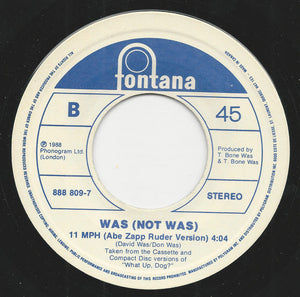 fontana
B
45
℗ 1988
Phonogram Ltd.
(London)
888 809-7
Produced by
T. Bone Was
& T. Bone Was
STEREO
WAS (NOT WAS)
11 MPH (Abe Zapp Ruder Version) 4:04
(David Was/Don Was)
Taken from the Cassette and
Compact Disc versions of
"What Up, Dog?"